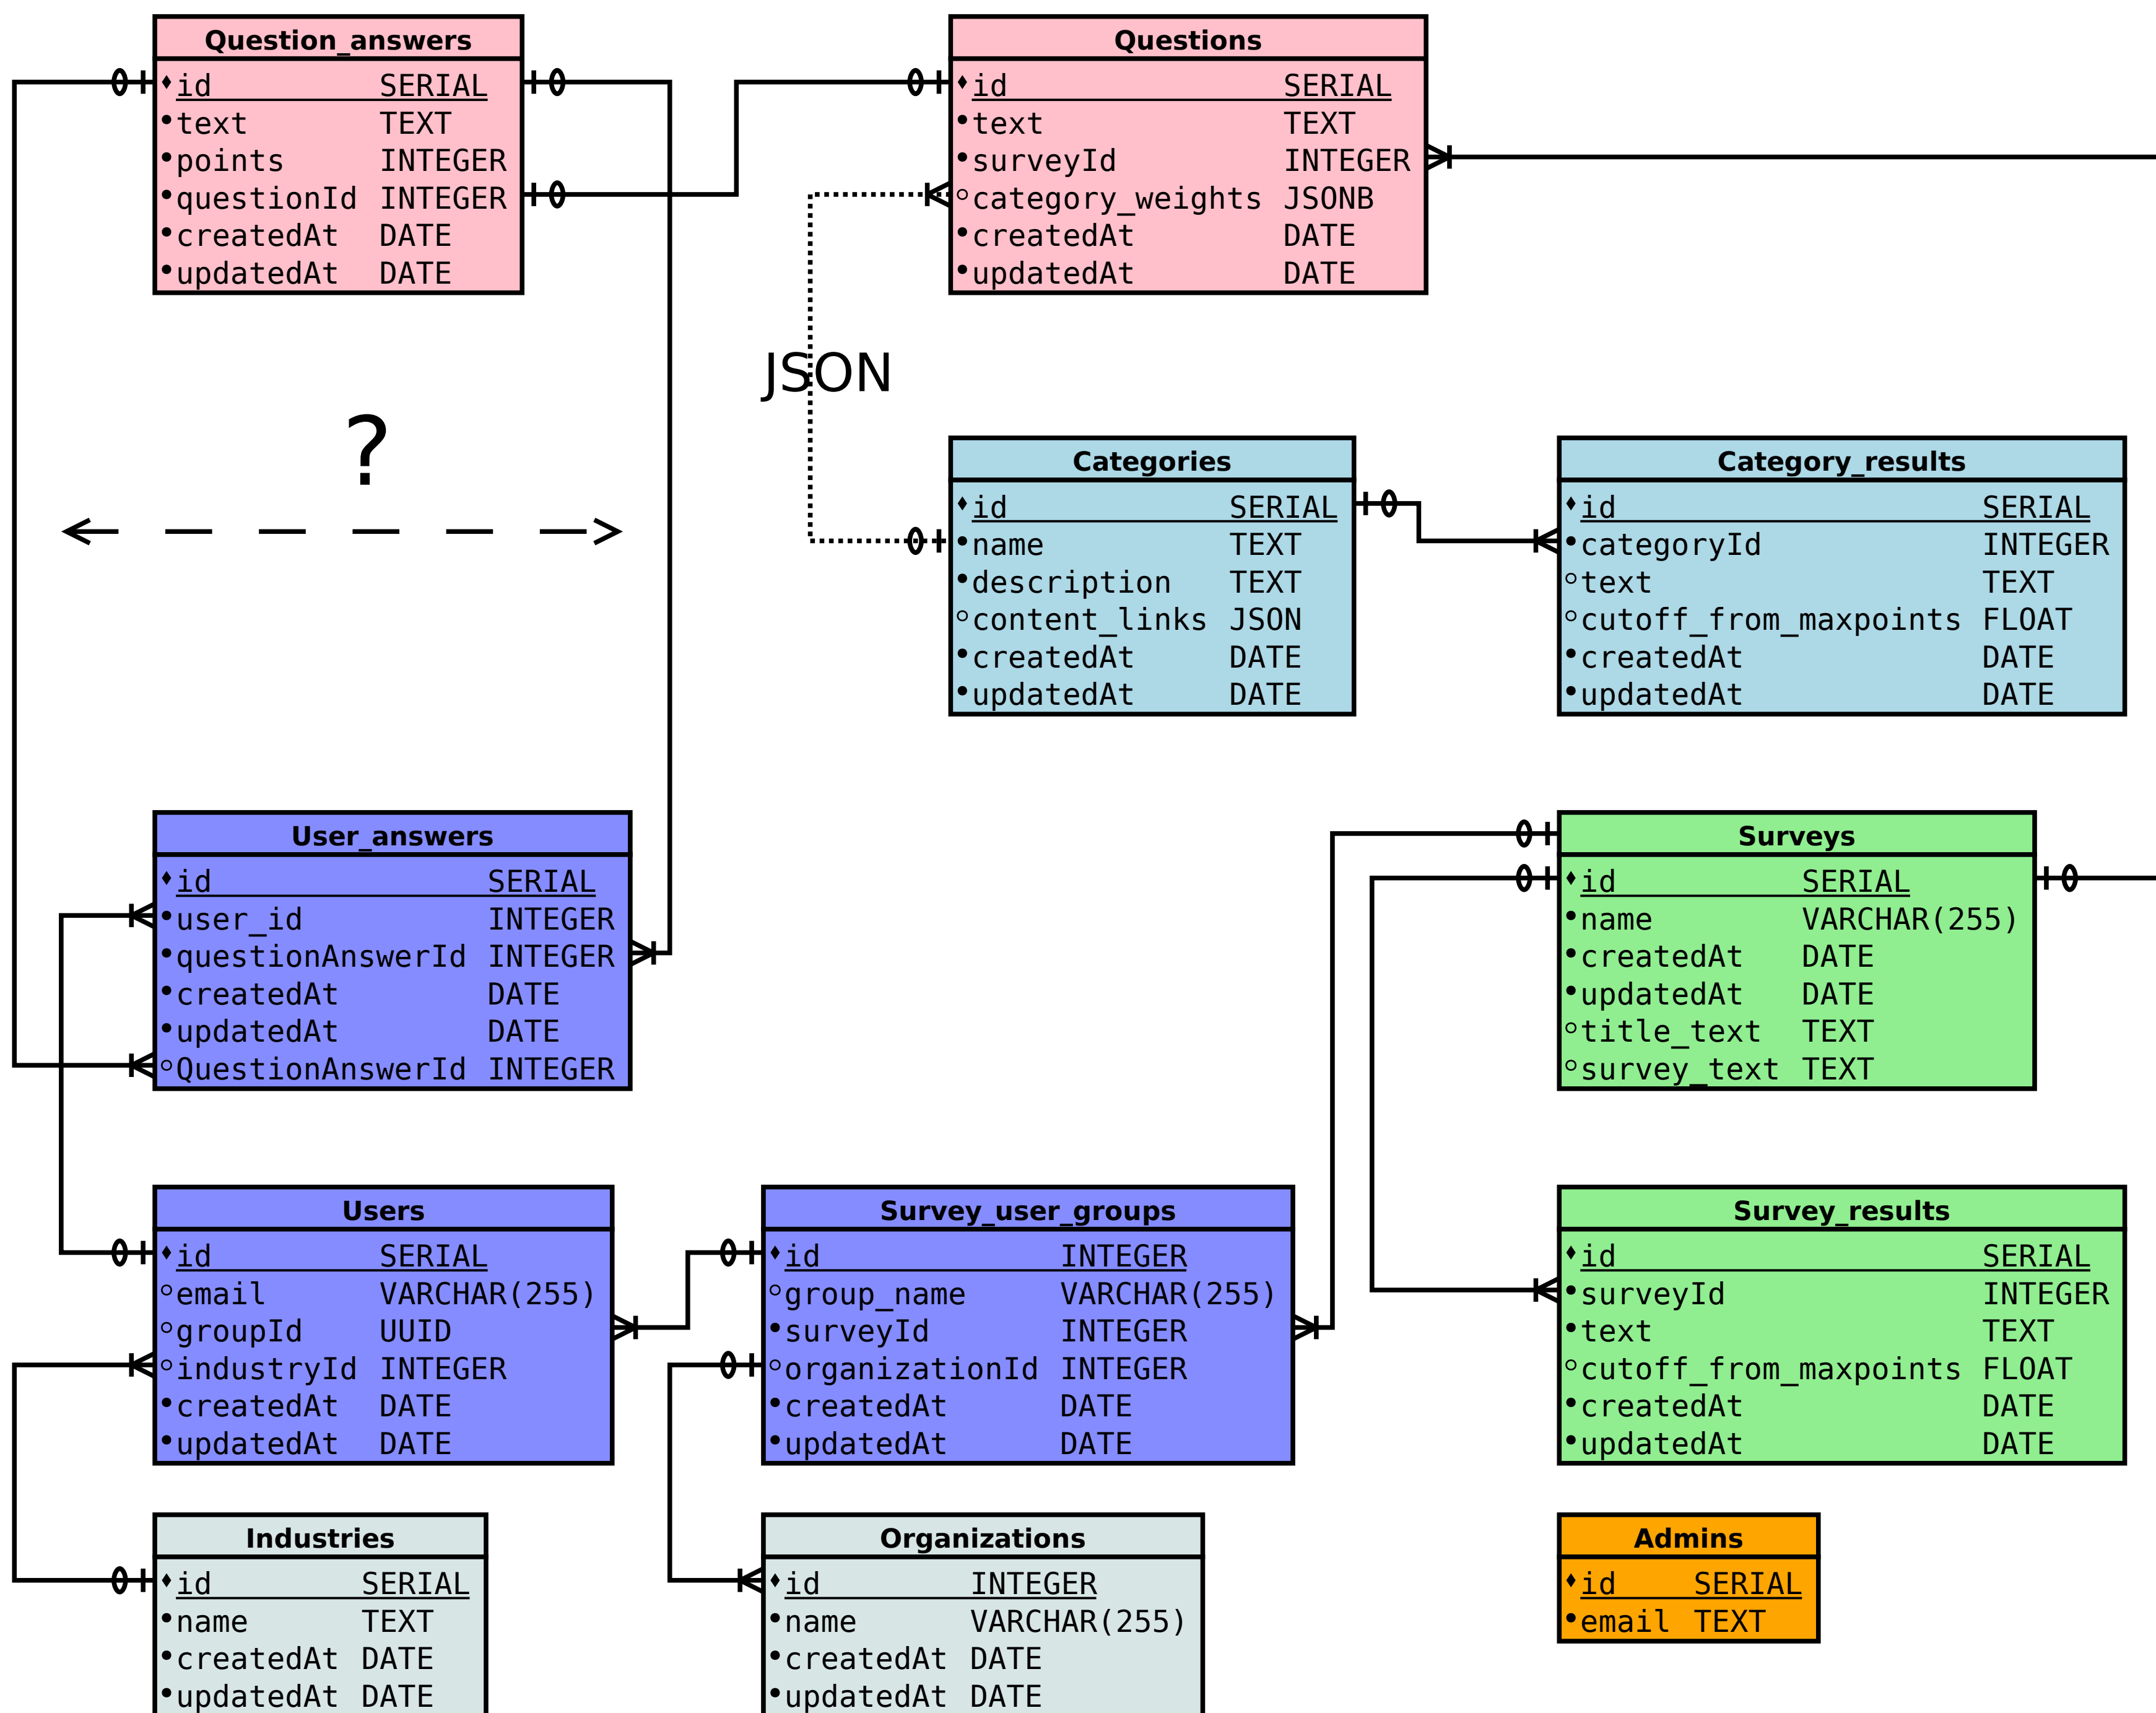 Question_answers
id SERIAL
text TEXT
points INTEGER
questionId INTEGER
createdAt DATE
updatedAt DATE
Questions
id SERIAL
text TEXT
surveyId INTEGER
category_weights JSONB
createdAt DATE
updatedAt DATE
JSON
?
Categories
id SERIAL
name TEXT
description TEXT
content_links JSON
createdAt DATE
updatedAt DATE
Category_results
id SERIAL
categoryId INTEGER
text TEXT
cutoff_from_maxpoints FLOAT
createdAt DATE
updatedAt DATE
User_answers
id SERIAL
user_id INTEGER
questionAnswerId INTEGER
createdAt DATE
updatedAt DATE
QuestionAnswerId INTEGER
Surveys
id SERIAL
name VARCHAR(255)
createdAt DATE
updatedAt DATE
title_text TEXT
survey_text TEXT
Users
id SERIAL
email VARCHAR(255)
groupId UUID
industryId INTEGER
createdAt DATE
updatedAt DATE
Survey_user_groups
id INTEGER
group_name VARCHAR(255)
surveyId INTEGER
organizationId INTEGER
createdAt DATE
updatedAt DATE
Survey_results
id SERIAL
surveyId INTEGER
text TEXT
cutoff_from_maxpoints FLOAT
createdAt DATE
updatedAt DATE
Industries
id SERIAL
name TEXT
createdAt DATE
updatedAt DATE
Organizations
id INTEGER
name VARCHAR(255)
createdAt DATE
updatedAt DATE
Admins
id SERIAL
email TEXT